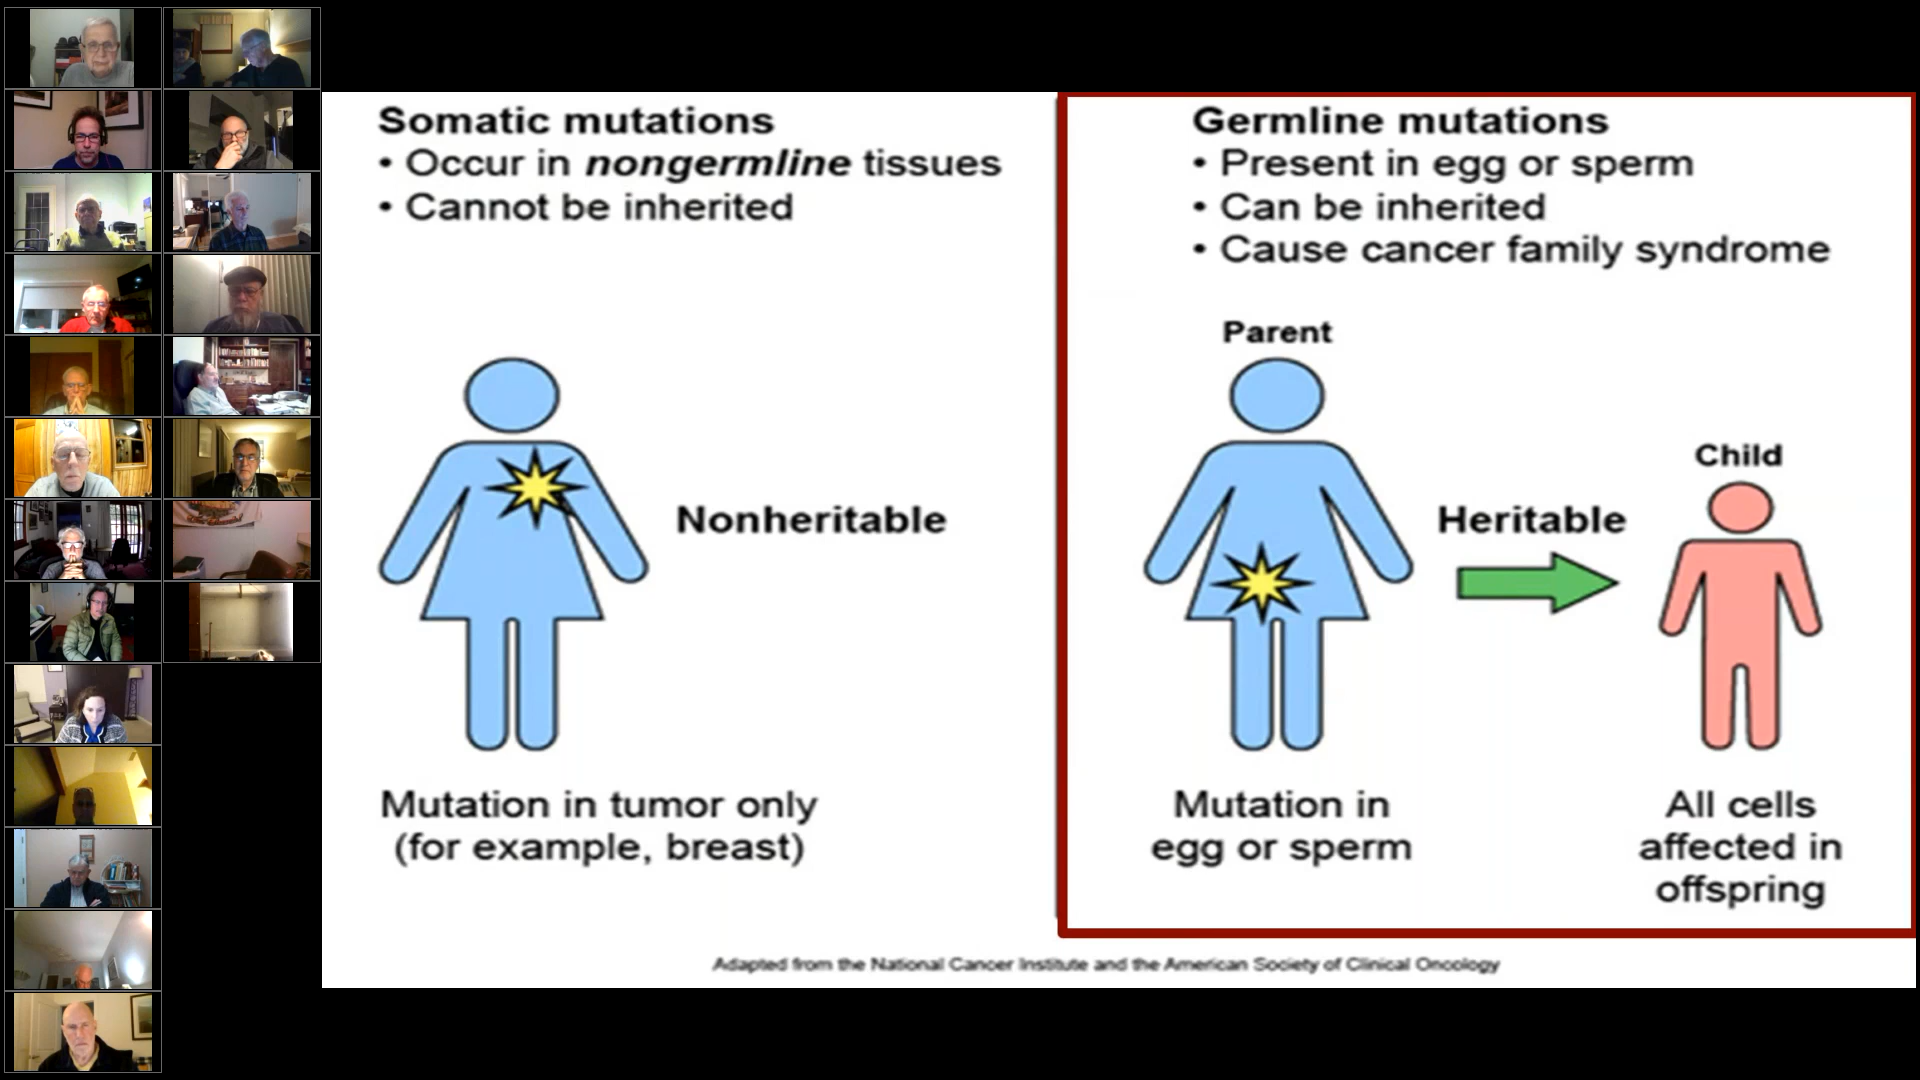 Somatic mutations
• Occur in nongermline tissues
• Cannot be inherited
Nonheritable
Mutation in tumor only
(for example, breast)
Germline mutations
• Present in egg or sperm
• Can be inherited
• Cause cancer family syndrome
Parent
Child
Heritable
Mutation in
egg or sperm
All cells
affected in
offspring
Adapted from the National Cancer Institute and the American Society of Clinical Oncology